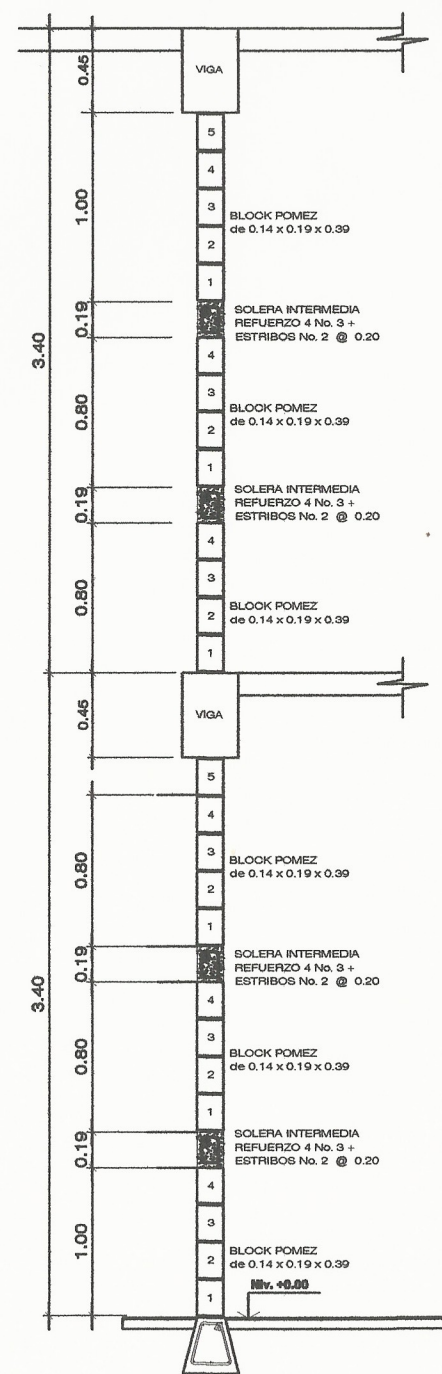 VIGA
0.45
5
4
3
2
1
1.00
BLOCK POMEZ
de 0.14 x 0.19 x 0.39
0.19
SOLERA INTERMEDIA
REFUERZO 4 No. 3 +
ESTRIBOS No. 2 @ 0.20
3.40
4
3
2
1
0.80
BLOCK POMEZ
de 0.14 x 0.19 x 0.39
0.19
SOLERA INTERMEDIA
REFUERZO 4 No. 3 +
ESTRIBOS No. 2 @ 0.20
4
3
2
1
0.80
BLOCK POMEZ
de 0.14 x 0.19 x 0.39
VIGA
0.45
5
4
3
2
1
0.80
BLOCK POMEZ
de 0.14 x 0.19 x 0.39
0.19
SOLERA INTERMEDIA
REFUERZO 4 No. 3 +
ESTRIBOS No. 2 @ 0.20
3.40
4
3
2
1
0.80
BLOCK POMEZ
de 0.14 x 0.19 x 0.39
0.19
SOLERA INTERMEDIA
REFUERZO 4 No. 3 +
ESTRIBOS No. 2 @ 0.20
4
3
2
1
1.00
BLOCK POMEZ
de 0.14 x 0.19 x 0.39
Niv. +0.00